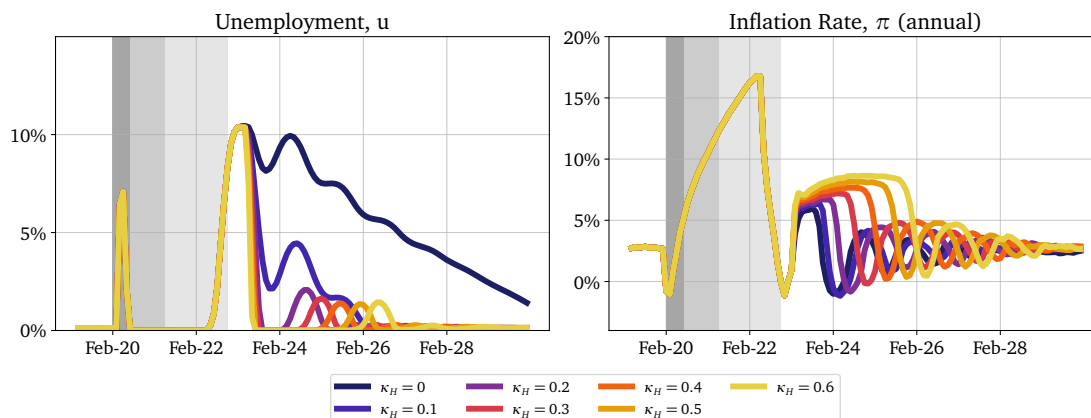 Unemployment, u
10%
5%
0%
Feb-20 Feb-22 Feb-24 Feb-26 Feb-28
Inflation Rate, π (annual)
20%
15%
10%
5%
0%
Feb-20 Feb-22 Feb-24 Feb-26 Feb-28
κ_H = 0 κ_H = 0.2 κ_H = 0.4 κ_H = 0.6
κ_H = 0.1 κ_H = 0.3 κ_H = 0.5